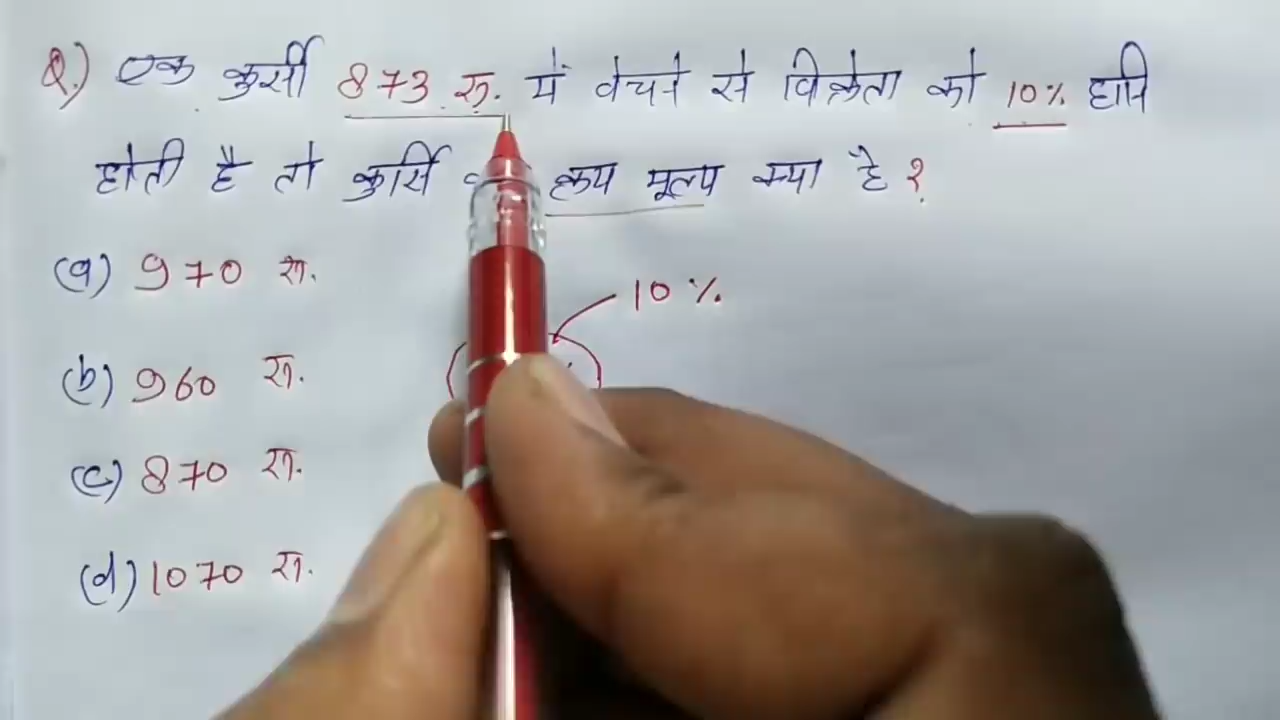 Q.) एक कुर्सी 873 रु. में बेचने से विक्रेता को 10% हानि
होती है तो कुर्सि क्रय मूल्य क्या है ?
(a) 970 रु.
10 %
(b) 960 रु.
(c) 870 रु.
(d) 1070 रु.